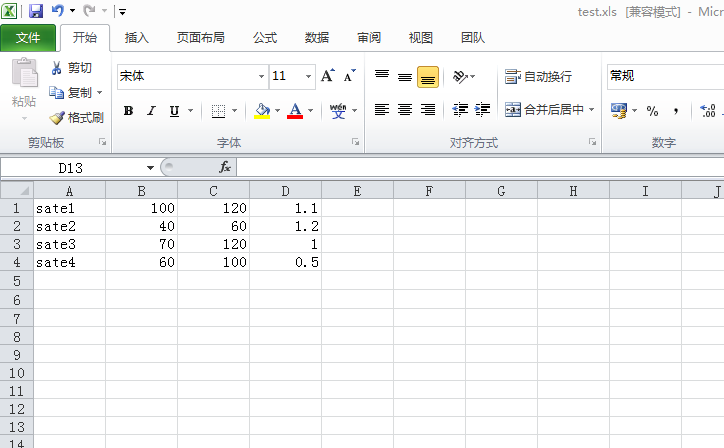 test.xls [兼容模式] - Micr
文件 开始 插入 页面布局 公式 数据 审阅 视图 团队
粘贴 剪切 复制 格式刷
宋体 11 A A 自动换行 常规
B I U A wén 合并后居中 % , .0 .00
剪贴板 字体 对齐方式 数字
D13 fx
A B C D E F G H I J
1 sate1 100 120 1.1
2 sate2 40 60 1.2
3 sate3 70 120 1
4 sate4 60 100 0.5
5
6
7
8
9
10
11
12
13
14